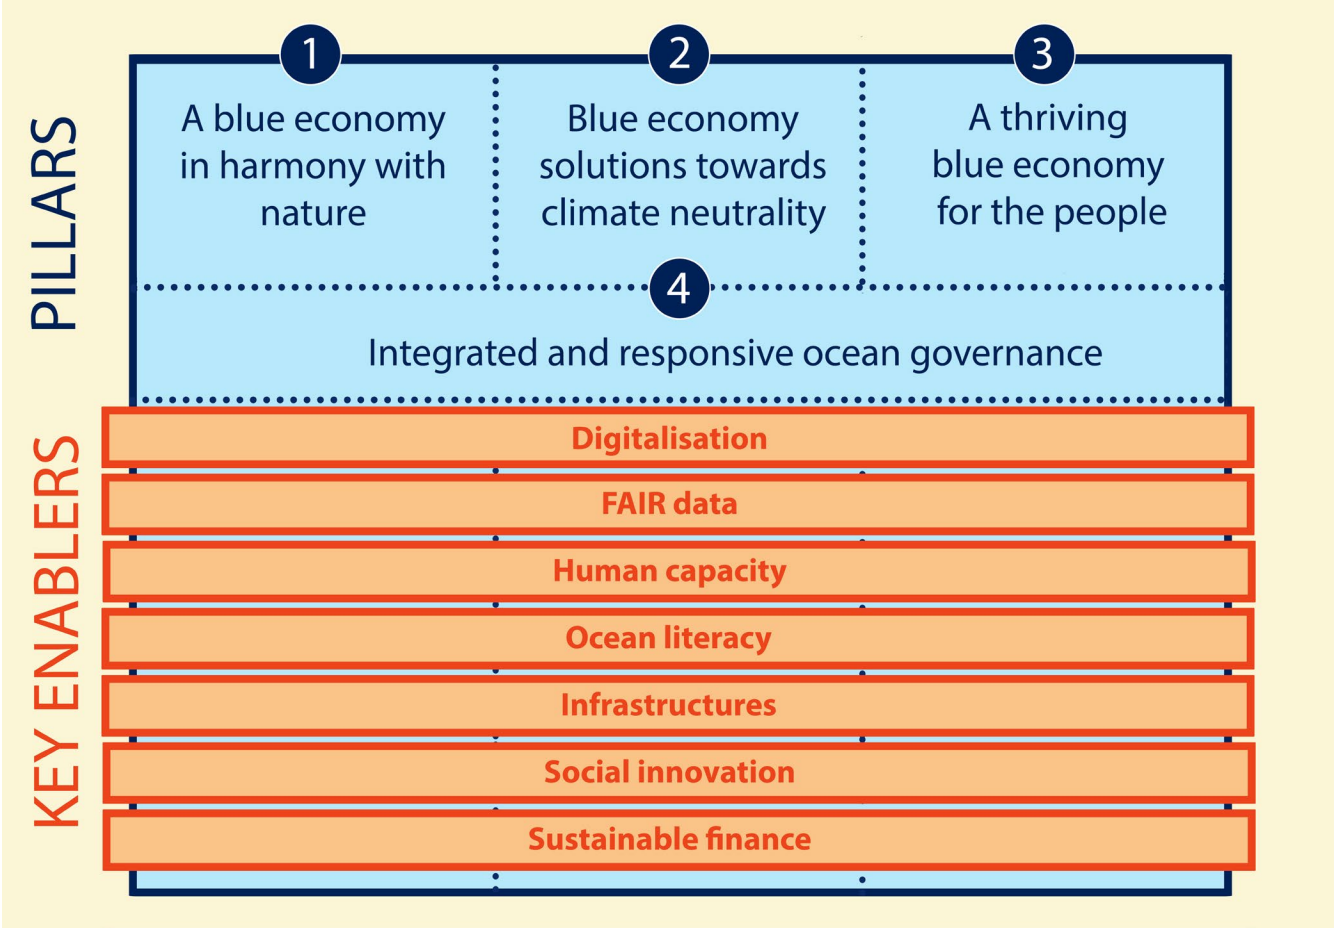 PILLARS
1
A blue economy
in harmony with
nature
2
Blue economy
solutions towards
climate neutrality
3
A thriving
blue economy
for the people
4
Integrated and responsive ocean governance
KEY ENABLERS
Digitalisation
FAIR data
Human capacity
Ocean literacy
Infrastructures
Social innovation
Sustainable finance